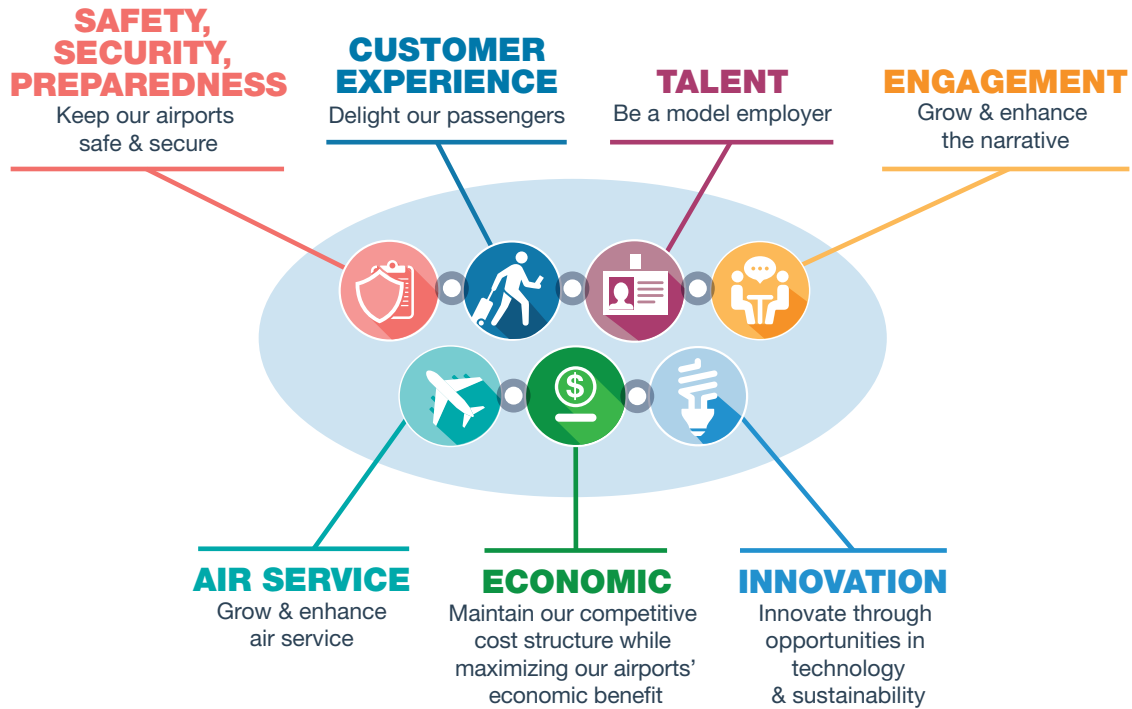 SAFETY,
SECURITY,
PREPAREDNESS
Keep our airports
safe & secure
CUSTOMER
EXPERIENCE
Delight our passengers
TALENT
Be a model employer
ENGAGEMENT
Grow & enhance
the narrative
$
AIR SERVICE
Grow & enhance
air service
ECONOMIC
Maintain our competitive
cost structure while
maximizing our airports’
economic benefit
INNOVATION
Innovate through
opportunities in
technology
& sustainability